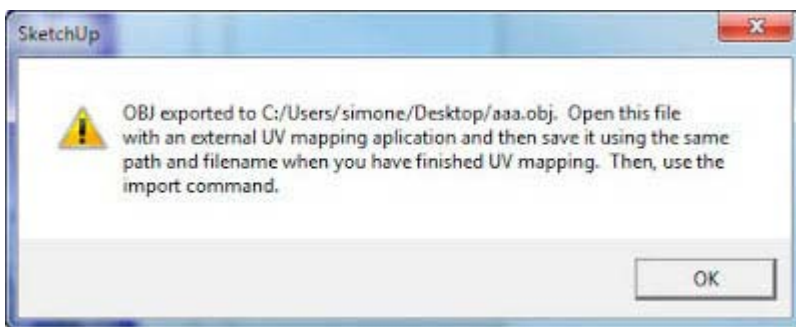 SketchUp
OBJ exported to C:/Users/simone/Desktop/aaa.obj. Open this file
with an external UV mapping aplication and then save it using the same
path and filename when you have finished UV mapping. Then, use the
import command.
OK